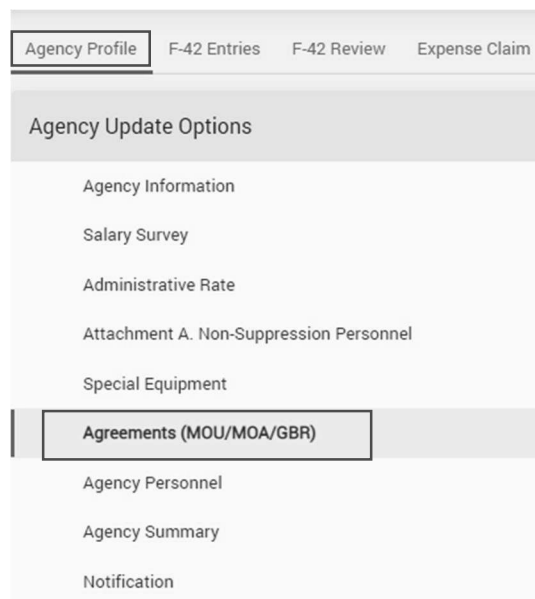 Agency Profile F-42 Entries F-42 Review Expense Claim
Agency Update Options
Agency Information
Salary Survey
Administrative Rate
Attachment A. Non-Suppression Personnel
Special Equipment
Agreements (MOU/MOA/GBR)
Agency Personnel
Agency Summary
Notification